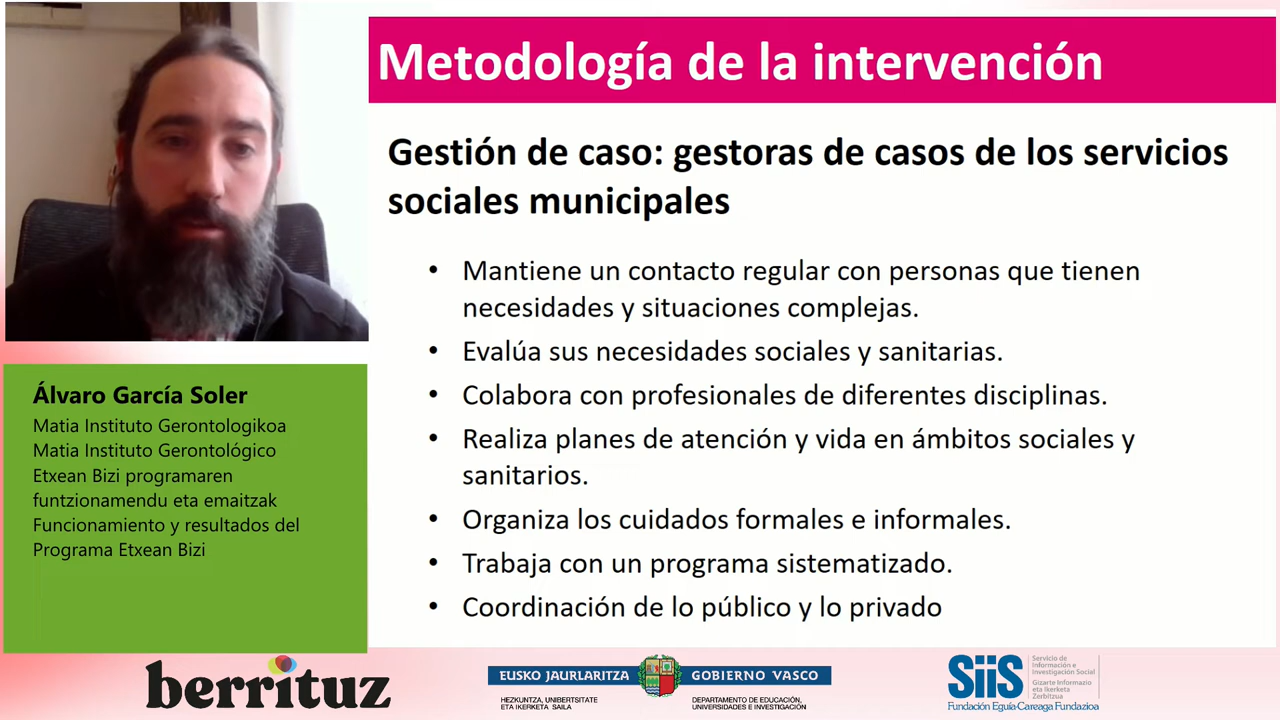 Metodología de la intervención
Gestión de caso: gestoras de casos de los servicios
sociales municipales
• Mantiene un contacto regular con personas que tienen
necesidades y situaciones complejas.
• Evalúa sus necesidades sociales y sanitarias.
• Colabora con profesionales de diferentes disciplinas.
• Realiza planes de atención y vida en ámbitos sociales y
sanitarios.
• Organiza los cuidados formales e informales.
• Trabaja con un programa sistematizado.
• Coordinación de lo público y lo privado
Álvaro García Soler
Matia Instituto Gerontologikoa
Matia Instituto Gerontológico
Etxean Bizi programaren
funtzionamendu eta emaitzak
Funcionamiento y resultados del
Programa Etxean Bizi
berrituz
EUSKO JAURLARITZA GOBIERNO VASCO
HEZKUNTZA, UNIBERTSITATE
ETA IKERKETA SAILA
DEPARTAMENTO DE EDUCACIÓN,
UNIVERSIDADES E INVESTIGACIÓN
SiiS
Servicio de
Información e
Investigación Social
Gizarte Informazio
eta Ikerketa
Zerbitzua
Fundación Eguía-Careaga Fundazioa